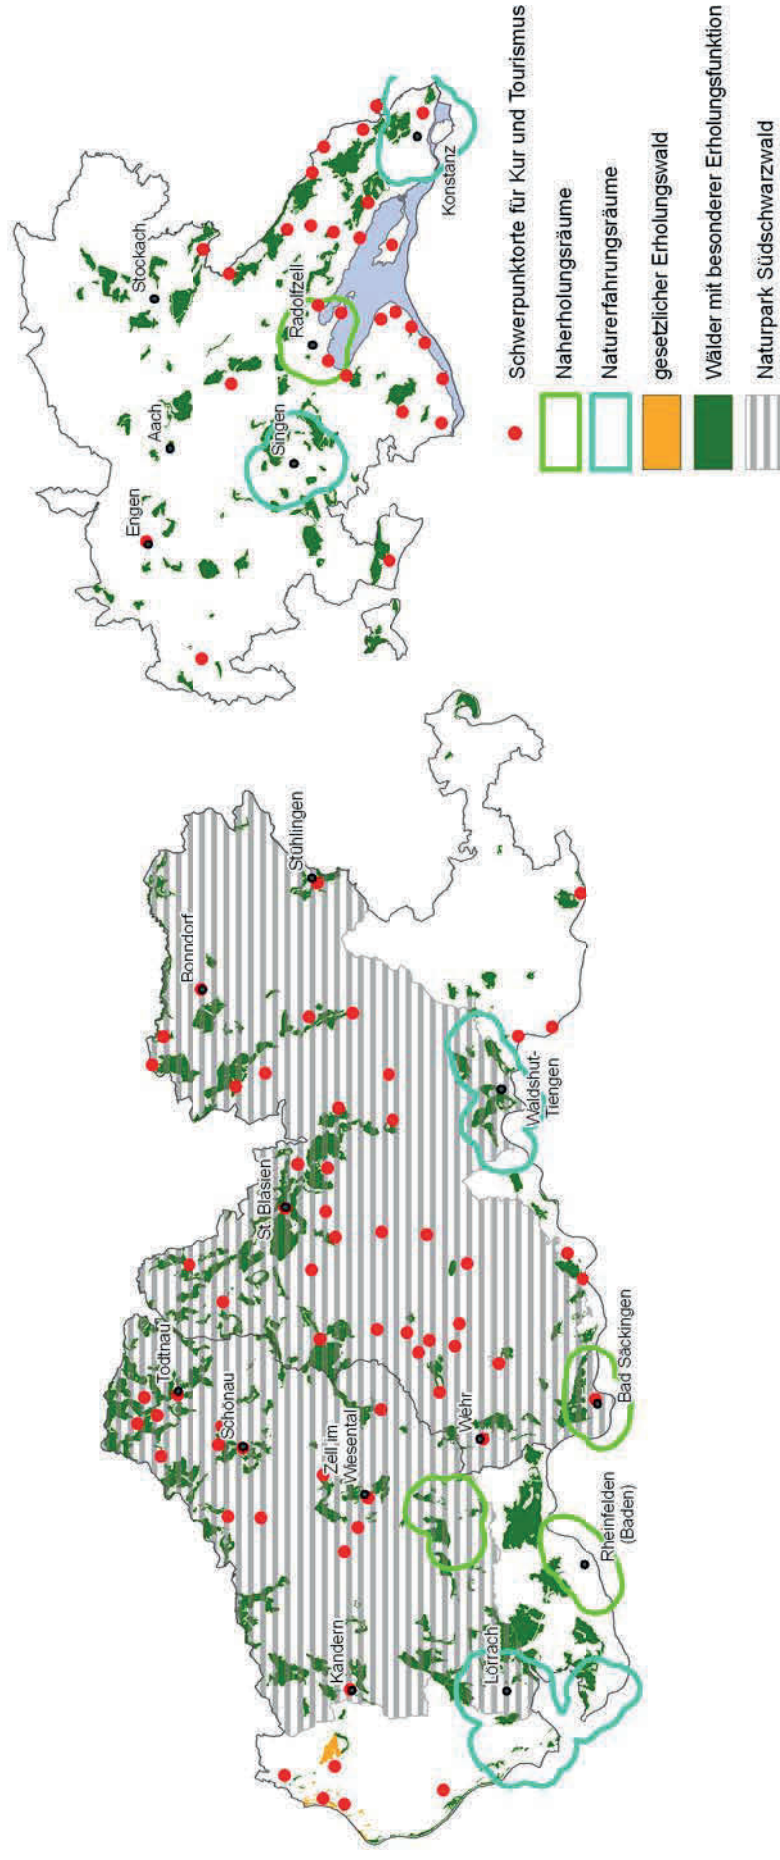 Kandern
Lörrach
Zell im
Wiesental
Schönau
Todtnau
Wehr
Rheinfelden
(Baden)
Bad Säckingen
St. Blasien
Waldshut-
Tiengen
Bonndorf
Stühlingen
Engen
Aach
Stockach
Singen
Radolfzell
Konstanz
Schwerpunktorte für Kur und Tourismus
Naherholungsräume
Naturerfahrungsräume
gesetzlicher Erholungswald
Wälder mit besonderer Erholungsfunktion
Naturpark Südschwarzwald